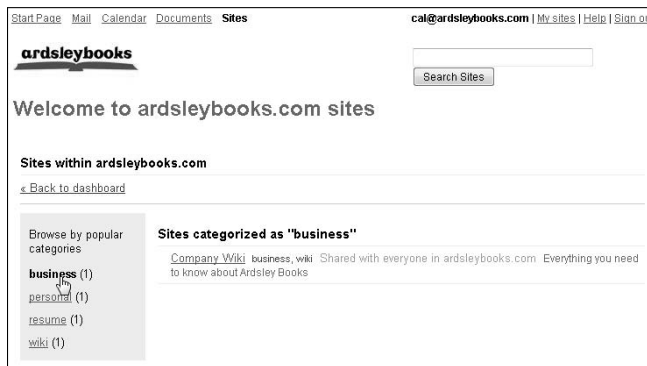 Start Page Mail Calendar Documents Sites cal@ardsleybooks.com | My sites | Help | Sign ou
ardsleybooks
Search Sites
Welcome to ardsleybooks.com sites
Sites within ardsleybooks.com
« Back to dashboard
Browse by popular
categories
business (1)
personal (1)
resume (1)
wiki (1)
Sites categorized as "business"
Company Wiki business, wiki Shared with everyone in ardsleybooks.com Everything you need
to know about Ardsley Books